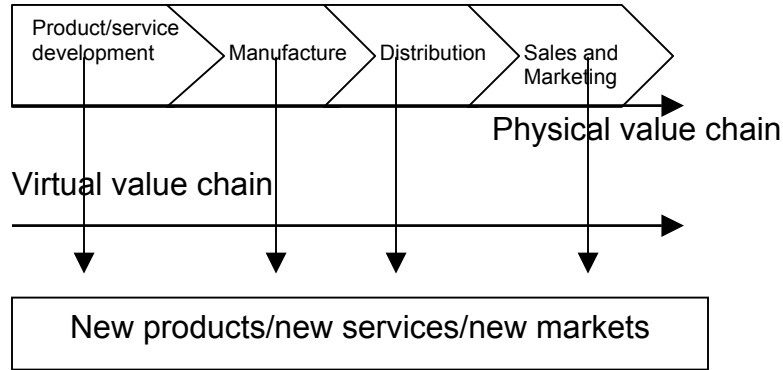 Product/service
development
Manufacture
Distribution
Sales and
Marketing
Physical value chain
Virtual value chain
New products/new services/new markets